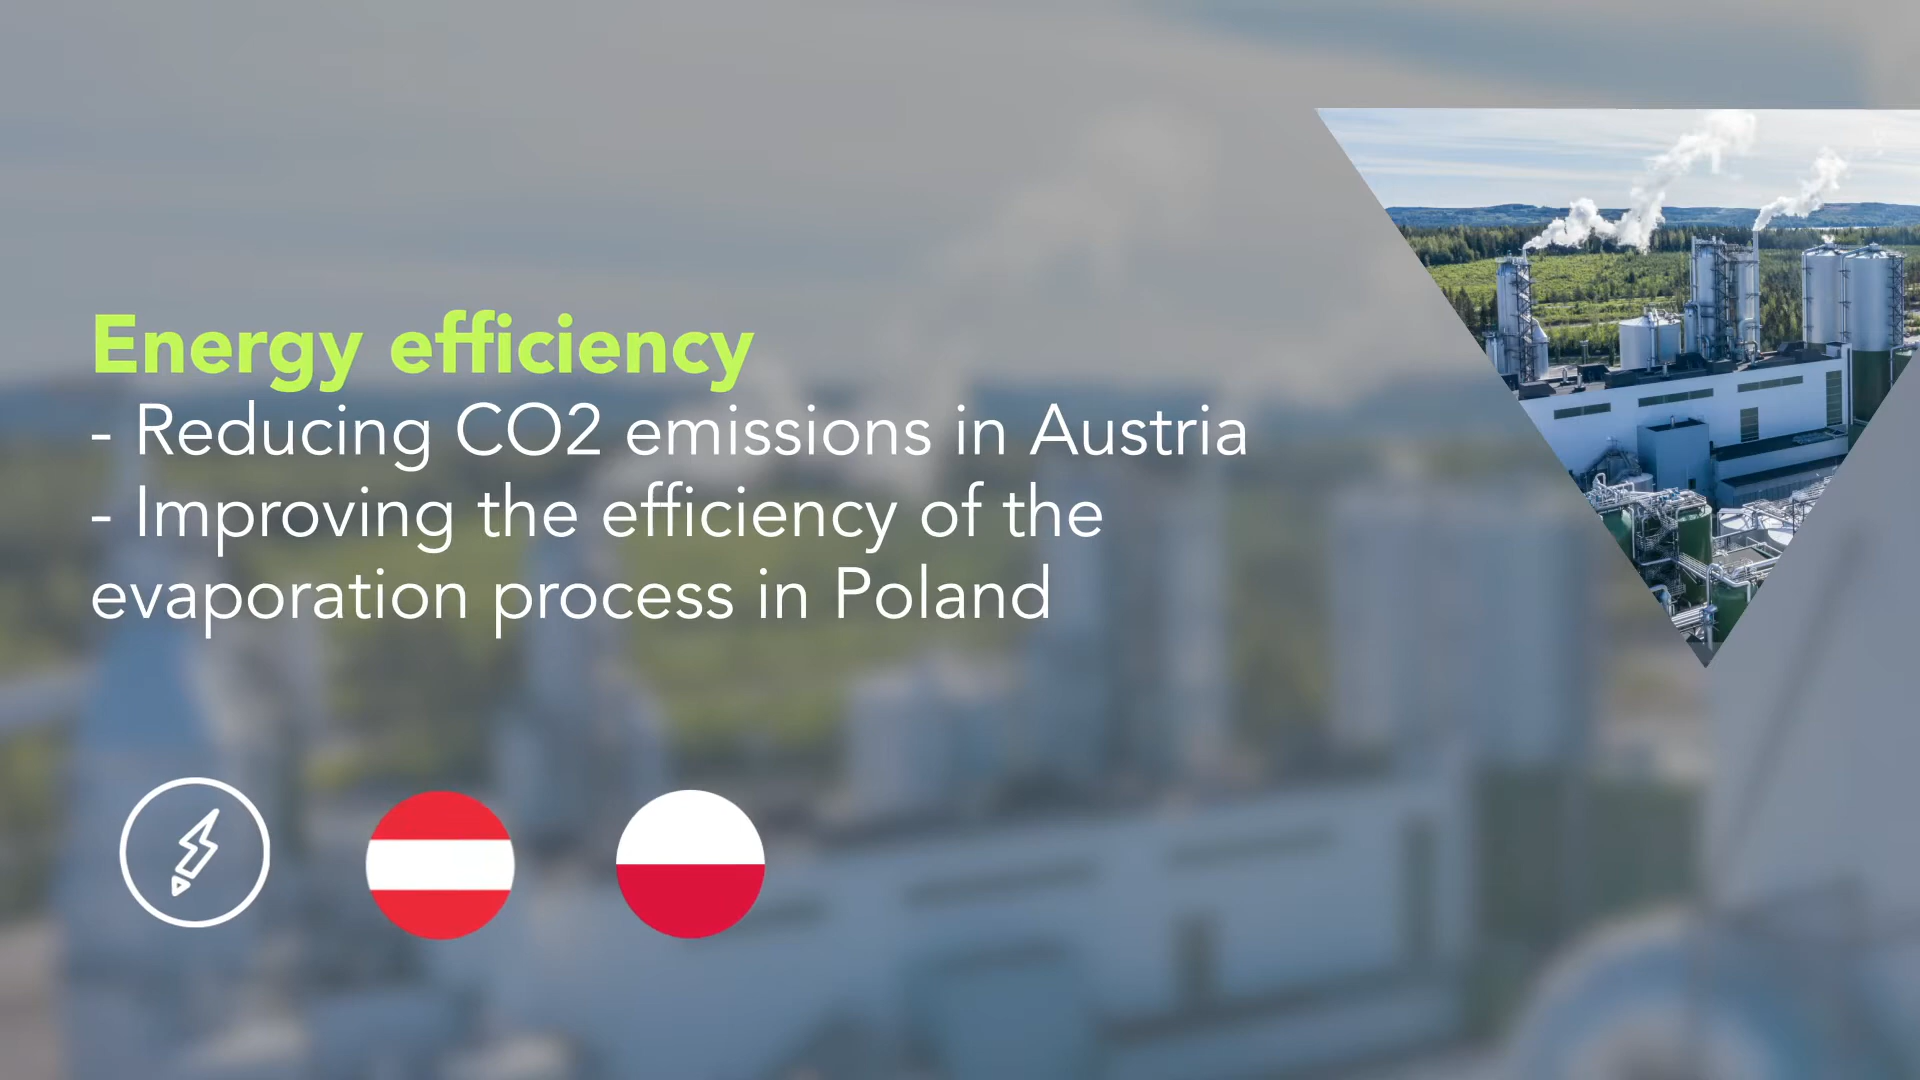 Energy efficiency
- Reducing CO2 emissions in Austria
- Improving the efficiency of the
evaporation process in Poland